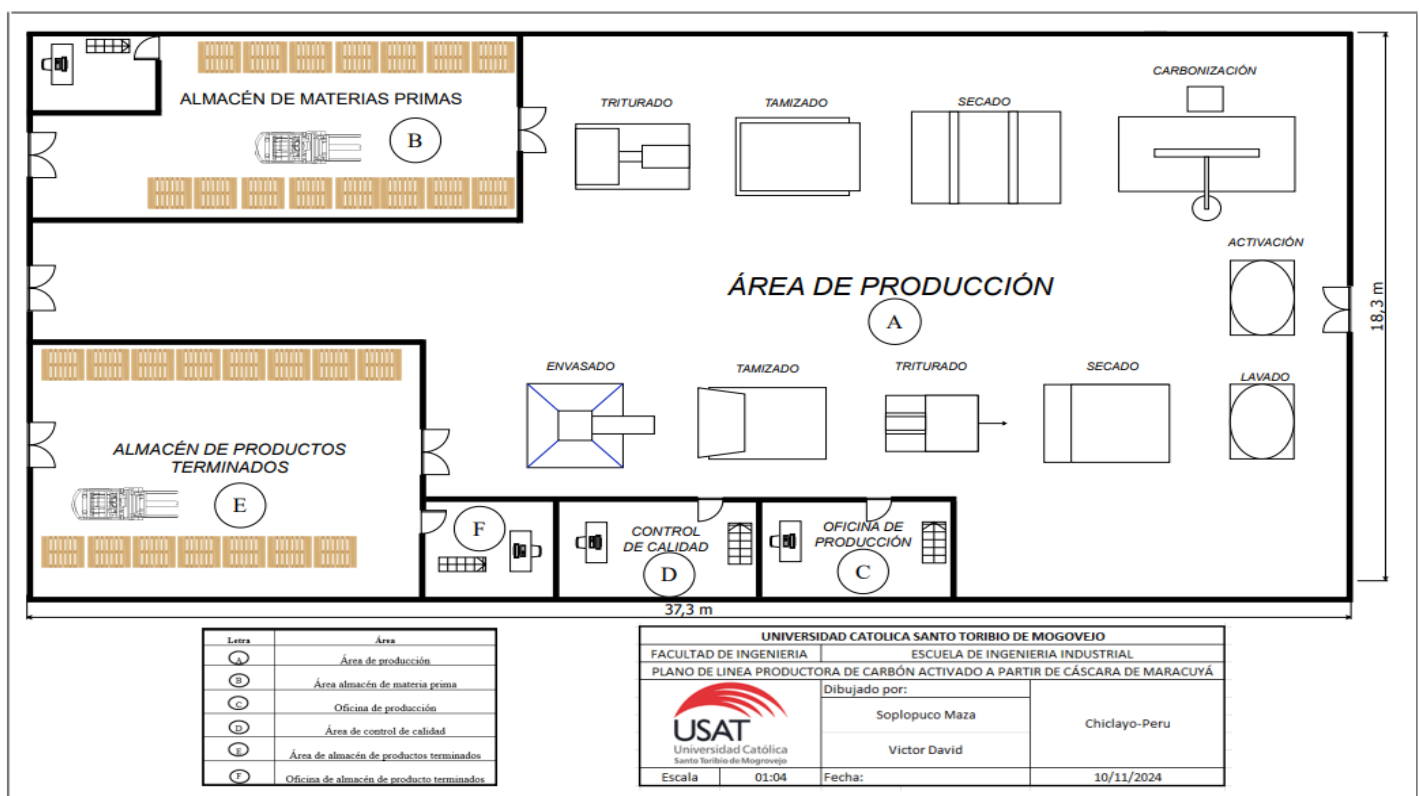 CARBONIZACIÓN
ALMACÉN DE MATERIAS PRIMAS
TRITURADO
TAMIZADO
SECADO
B
ACTIVACIÓN
ÁREA DE PRODUCCIÓN
A
18,3 m
ENVASADO
TAMIZADO
TRITURADO
SECADO
LAVADO
ALMACÉN DE PRODUCTOS
TERMINADOS
E
F
CONTROL
DE CALIDAD
D
OFICINA DE
PRODUCCIÓN
C
37,3 m
Letra Área
A Área de producción
B Área almacén de materia prima
C Oficina de producción
D Área de control de calidad
E Área de almacén de productos terminados
F Oficina de almacén de producto terminados
UNIVERSIDAD CATOLICA SANTO TORIBIO DE MOGOVEJO
FACULTAD DE INGENIERIA ESCUELA DE INGENIERIA INDUSTRIAL
PLANO DE LINEA PRODUCTORA DE CARBÓN ACTIVADO A PARTIR DE CÁSCARA DE MARACUYÁ
USAT
Universidad Católica
Santo Toribio de Mogrovejo
Dibujado por:
Soplopuco Maza
Victor David
Chiclayo-Peru
Escala 01:04 Fecha: 10/11/2024